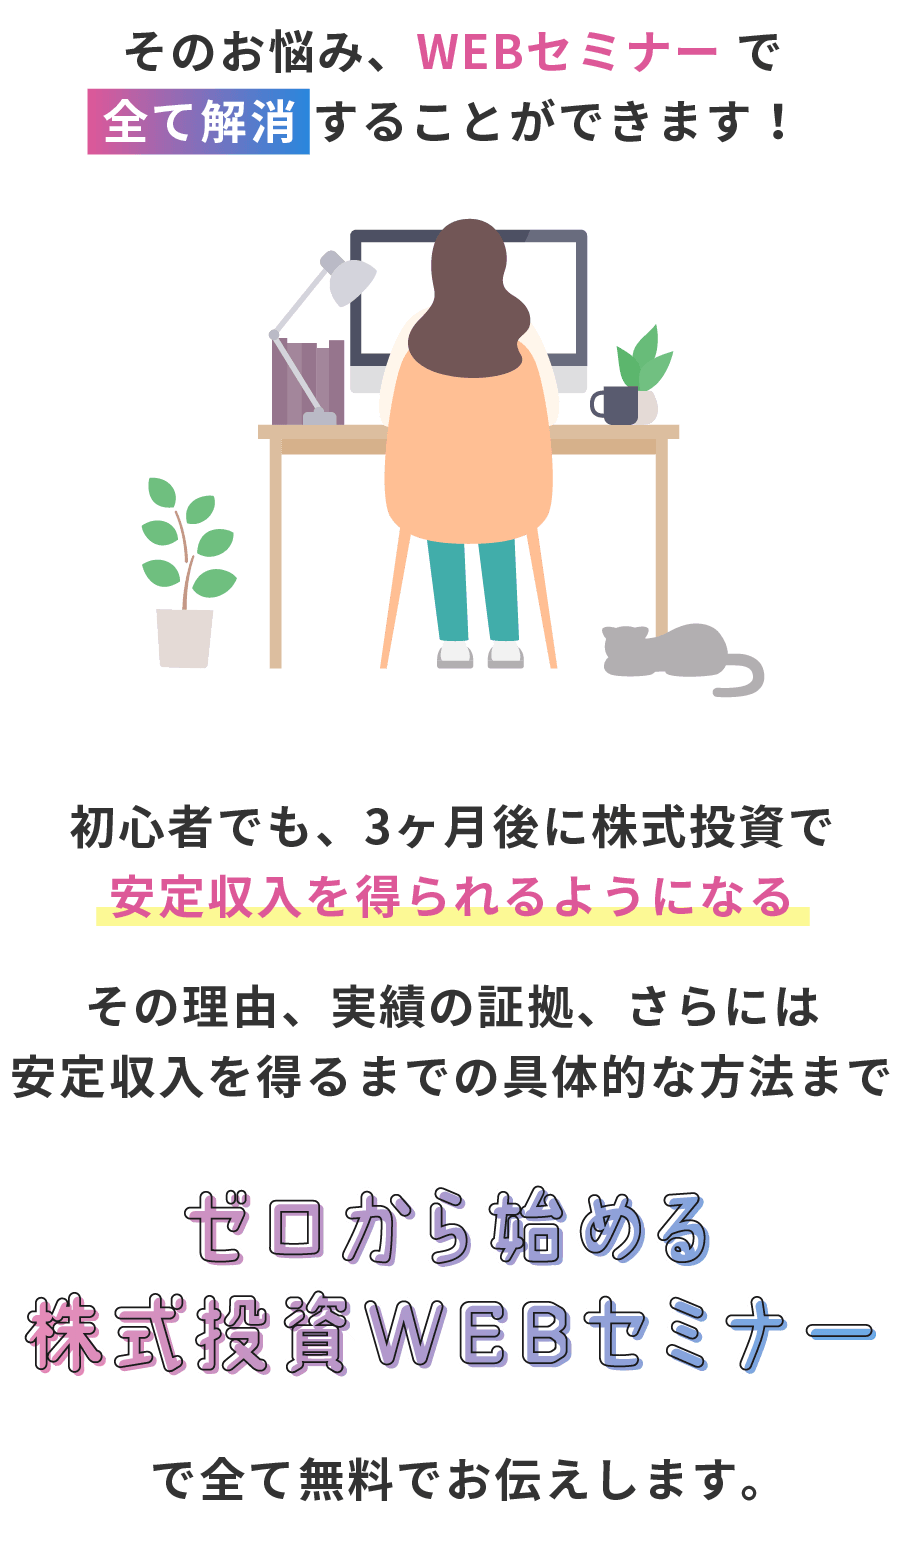 そのお悩み、WEBセミナー で
全て解消することができます！
初心者でも、3ヶ月後に株式投資で
安定収入を得られるようになる
その理由、実績の証拠、さらには
安定収入を得るまでの具体的な方法まで
ゼロから始める
株式投資WEBセミナー
で全て無料でお伝えします。